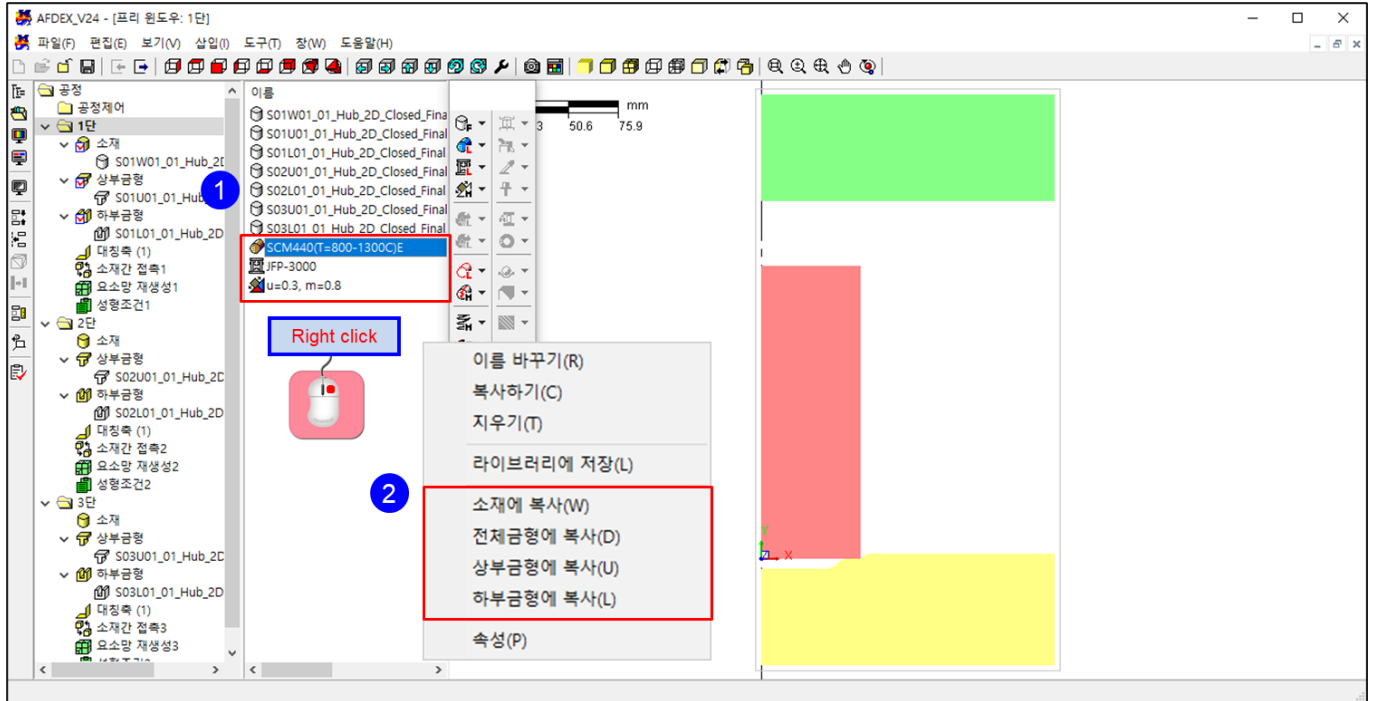 AFDEX_V24 - [프리 윈도우: 1단]
파일(F) 편집(E) 보기(V) 삽입(I) 도구(T) 창(W) 도움말(H)
공정
공정제어
1단
소재
S01W01_01_Hub_2D
상부금형
S01U01_01_Hub
하부금형
S01L01_01_Hub_2D
대칭축 (1)
소재간 접촉1
요소망 재생성1
성형조건1
2단
소재
상부금형
S02U01_01_Hub_2D
하부금형
S02L01_01_Hub_2D
대칭축 (1)
소재간 접촉2
요소망 재생성2
성형조건2
3단
소재
상부금형
S03U01_01_Hub_2D
하부금형
S03L01_01_Hub_2D
대칭축 (1)
소재간 접촉3
요소망 재생성3
1
이름
S01W01_01_Hub_2D_Closed_Fina
S01U01_01_Hub_2D_Closed_Final
S01L01_01_Hub_2D_Closed_Final
S02U01_01_Hub_2D_Closed_Final
S02L01_01_Hub_2D_Closed_Final
S03U01_01_Hub_2D_Closed_Final
S03L01_01_Hub_2D_Closed_Final
SCM440(T=800-1300C)E
JFP-3000
u=0.3, m=0.8
Right click
2
이름 바꾸기(R)
복사하기(C)
지우기(T)
라이브러리에 저장(L)
소재에 복사(W)
전체금형에 복사(D)
상부금형에 복사(U)
하부금형에 복사(L)
속성(P)
mm
3 50.6 75.9
Y
X